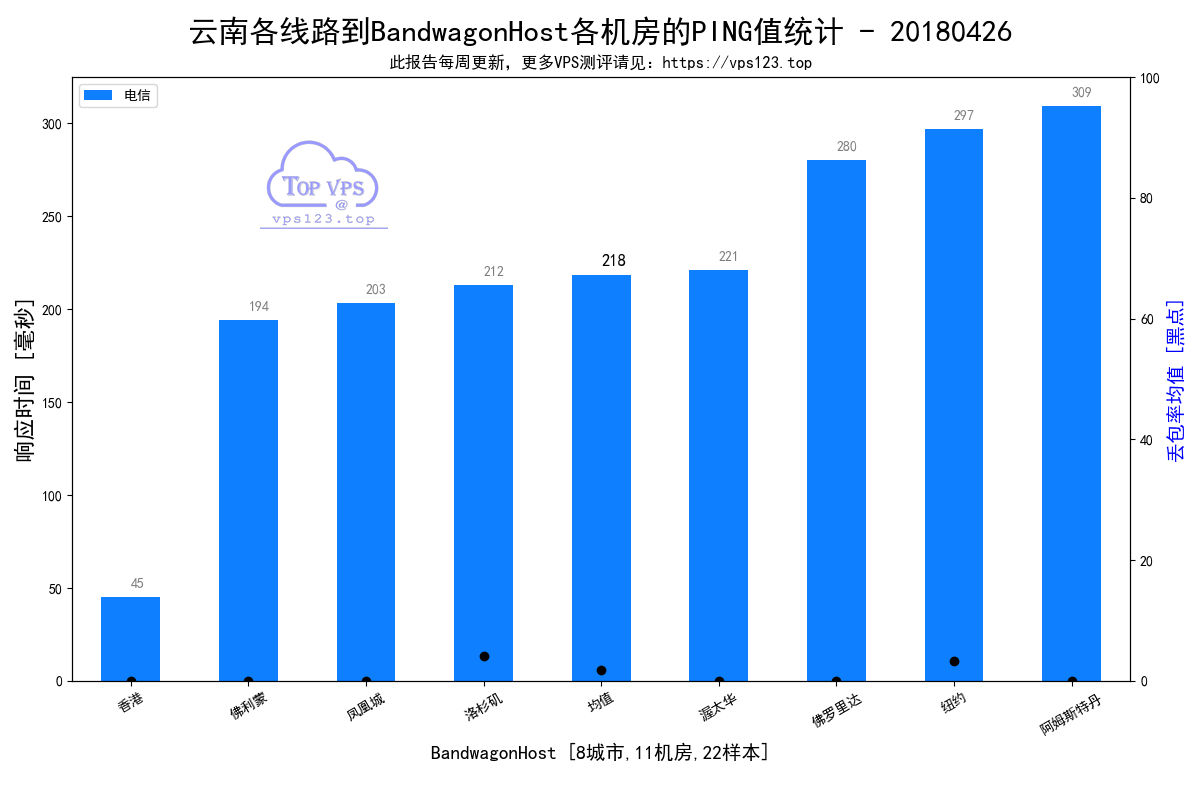 云南各线路到BandwagonHost各机房的PING值统计 - 20180426
此报告每周更新，更多VPS测评请见：https://vps123.top
电信
TOP VPS
@
vps123.top
响应时间 [毫秒]
300
250
200
150
100
50
0
45
194
203
212
218
221
280
297
309
100
80
60
40
20
0
丢包率均值 [黑点]
香港
佛利蒙
凤凰城
洛杉矶
均值
渥太华
佛罗里达
纽约
阿姆斯特丹
BandwagonHost [8城市,11机房,22样本]